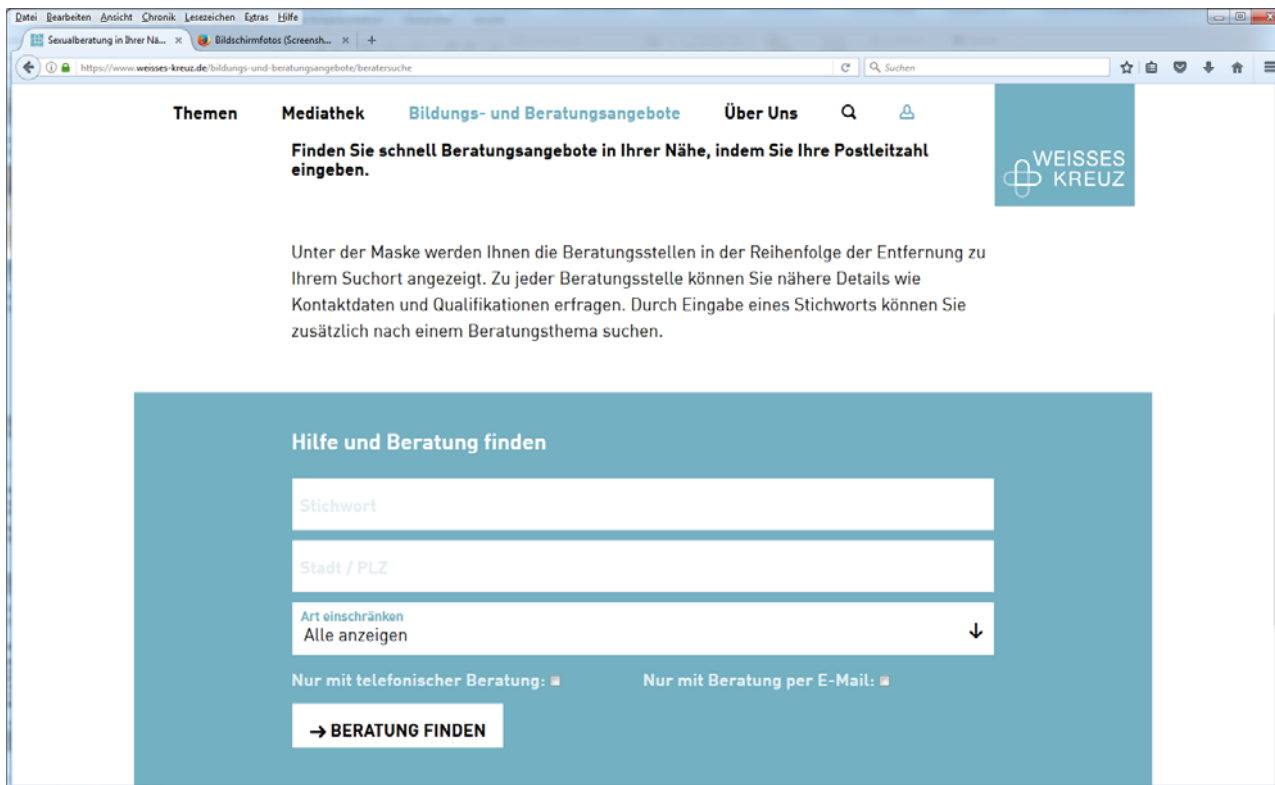 Datei Bearbeiten Ansicht Chronik Lesezeichen Extras Hilfe
Sexualberatung in Ihrer Nä... × Bildschirmfotos (Screensh... × +
https://www.weisses-kreuz.de/bildungs-und-beratungsangebote/beratersuche
Suchen
Themen Mediathek Bildungs- und Beratungsangebote Über Uns
WEISSES
KREUZ
Finden Sie schnell Beratungsangebote in Ihrer Nähe, indem Sie Ihre Postleitzahl
eingeben.
Unter der Maske werden Ihnen die Beratungsstellen in der Reihenfolge der Entfernung zu
Ihrem Suchort angezeigt. Zu jeder Beratungsstelle können Sie nähere Details wie
Kontaktdaten und Qualifikationen erfragen. Durch Eingabe eines Stichworts können Sie
zusätzlich nach einem Beratungsthema suchen.
Hilfe und Beratung finden
Stichwort
Stadt / PLZ
Art einschränken
Alle anzeigen
Nur mit telefonischer Beratung: Nur mit Beratung per E-Mail:
→ BERATUNG FINDEN